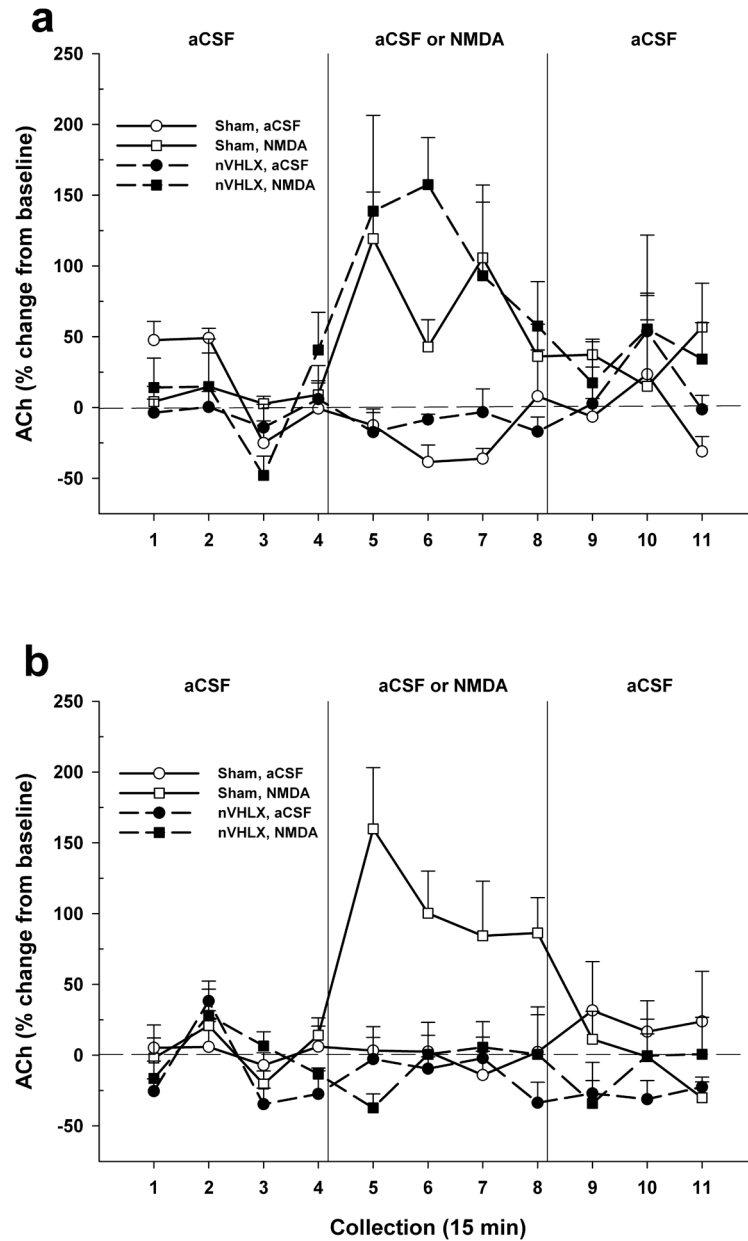 a
aCSF aCSF or NMDA aCSF
250
200
150
100
50
0
-50
ACh (% change from baseline)
Sham, aCSF
Sham, NMDA
nVHLX, aCSF
nVHLX, NMDA
1 2 3 4 5 6 7 8 9 10 11
b
aCSF aCSF or NMDA aCSF
250
200
150
100
50
0
-50
ACh (% change from baseline)
Sham, aCSF
Sham, NMDA
nVHLX, aCSF
nVHLX, NMDA
1 2 3 4 5 6 7 8 9 10 11
Collection (15 min)